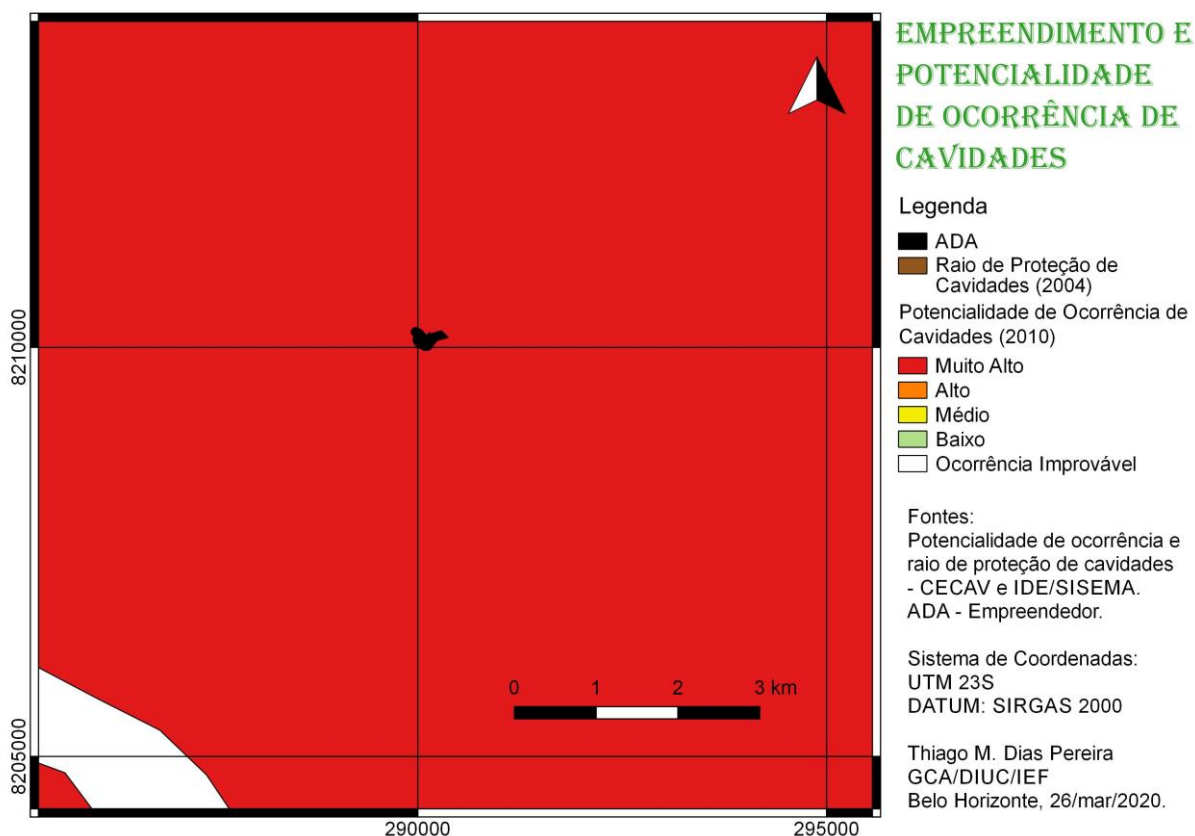 EMPREENDIMENTO E
POTENCIALIDADE
DE OCORRÊNCIA DE
CAVIDADES
Legenda
ADA
Raio de Proteção de
Cavidades (2004)
Potencialidade de Ocorrência de
Cavidades (2010)
Muito Alto
Alto
Médio
Baixo
Ocorrência Improvável
Fontes:
Potencialidade de ocorrência e
raio de proteção de cavidades
- CECAV e IDE/SISEMA.
ADA - Empreendedor.
Sistema de Coordenadas:
UTM 23S
DATUM: SIRGAS 2000
Thiago M. Dias Pereira
GCA/DIUC/IEF
Belo Horizonte, 26/mar/2020.
8210000
8205000
0 1 2 3 km
290000 295000